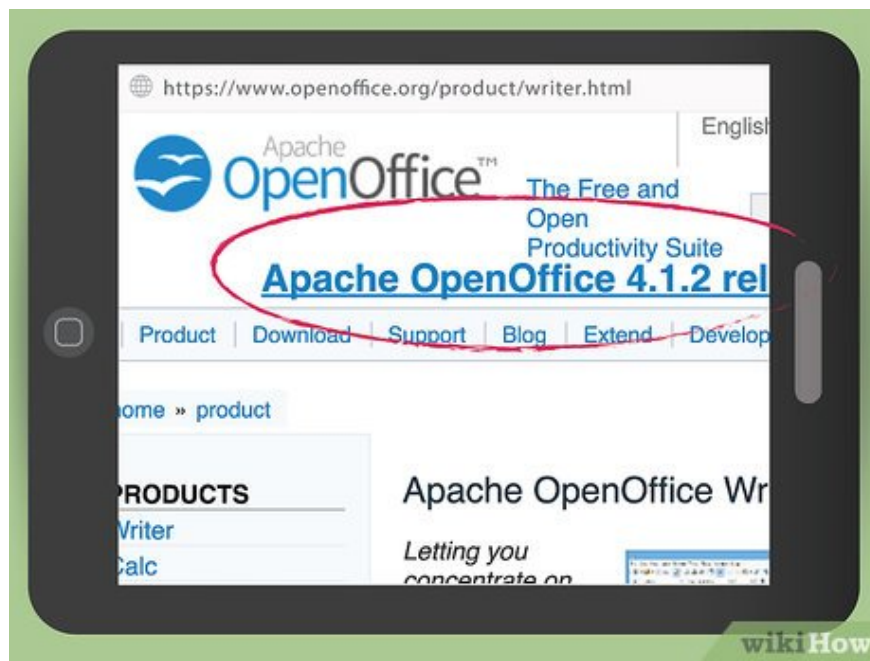 https://www.openoffice.org/product/writer.html
English
Apache
OpenOffice™
The Free and
Open
Productivity Suite
Apache OpenOffice 4.1.2 rel
Product | Download | Support | Blog | Extend | Develop
home » product
PRODUCTS
Writer
Calc
Apache OpenOffice Wr
Letting you
concentrate on
wikiHow